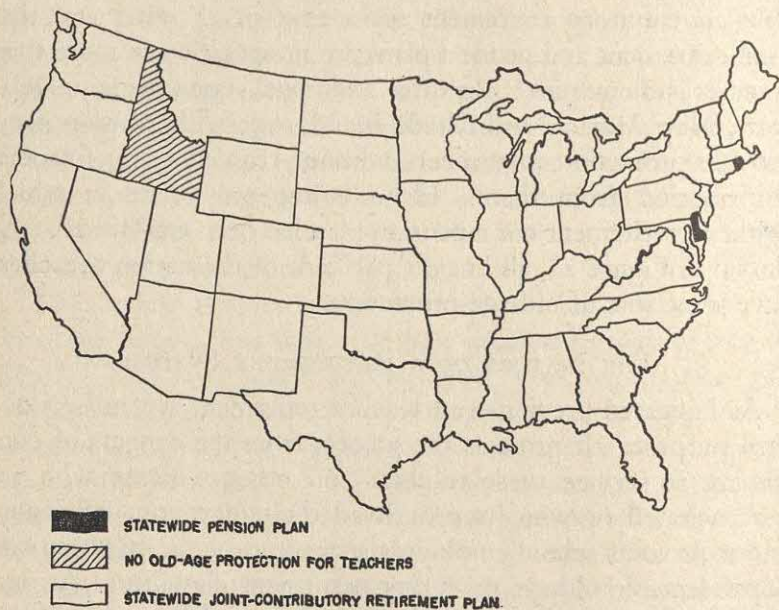 STATEWIDE PENSION PLAN
NO OLD-AGE PROTECTION FOR TEACHERS
STATEWIDE JOINT-CONTRIBUTORY RETIREMENT PLAN.